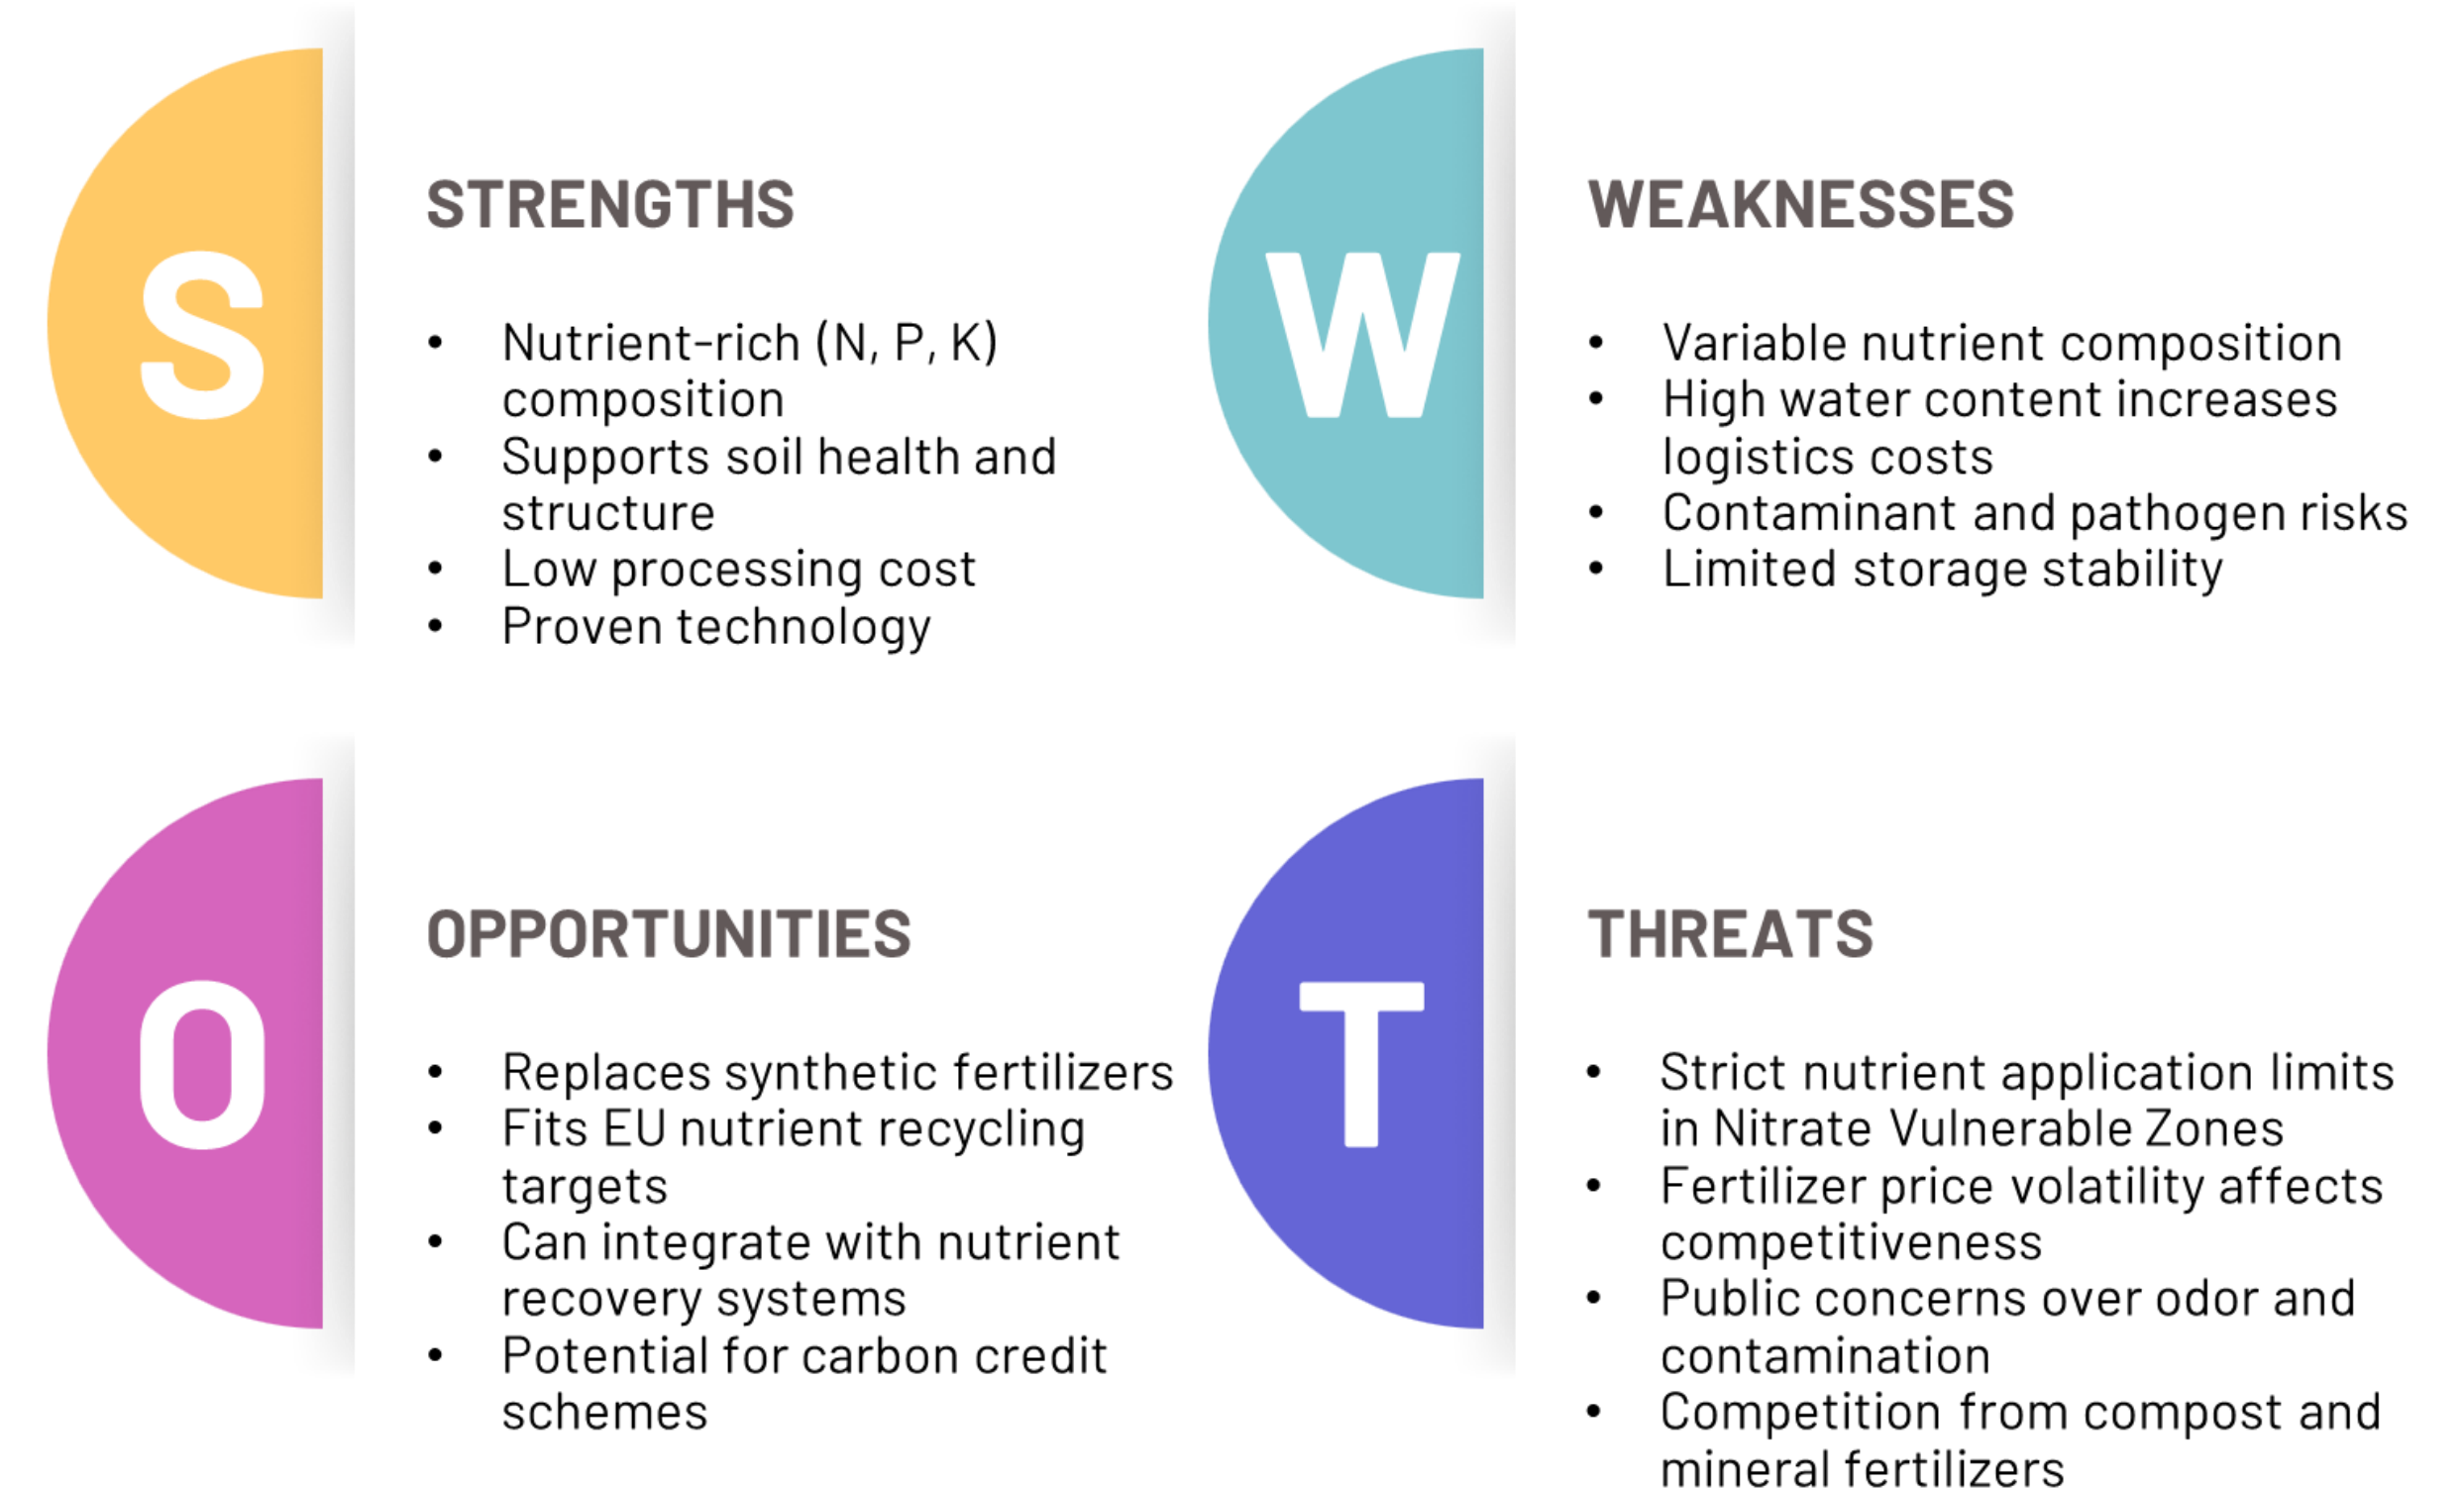 S
STRENGTHS
• Nutrient-rich (N, P, K)
composition
• Supports soil health and
structure
• Low processing cost
• Proven technology
W
WEAKNESSES
• Variable nutrient composition
• High water content increases
logistics costs
• Contaminant and pathogen risks
• Limited storage stability
O
OPPORTUNITIES
• Replaces synthetic fertilizers
• Fits EU nutrient recycling
targets
• Can integrate with nutrient
recovery systems
• Potential for carbon credit
schemes
T
THREATS
• Strict nutrient application limits
in Nitrate Vulnerable Zones
• Fertilizer price volatility affects
competitiveness
• Public concerns over odor and
contamination
• Competition from compost and
mineral fertilizers